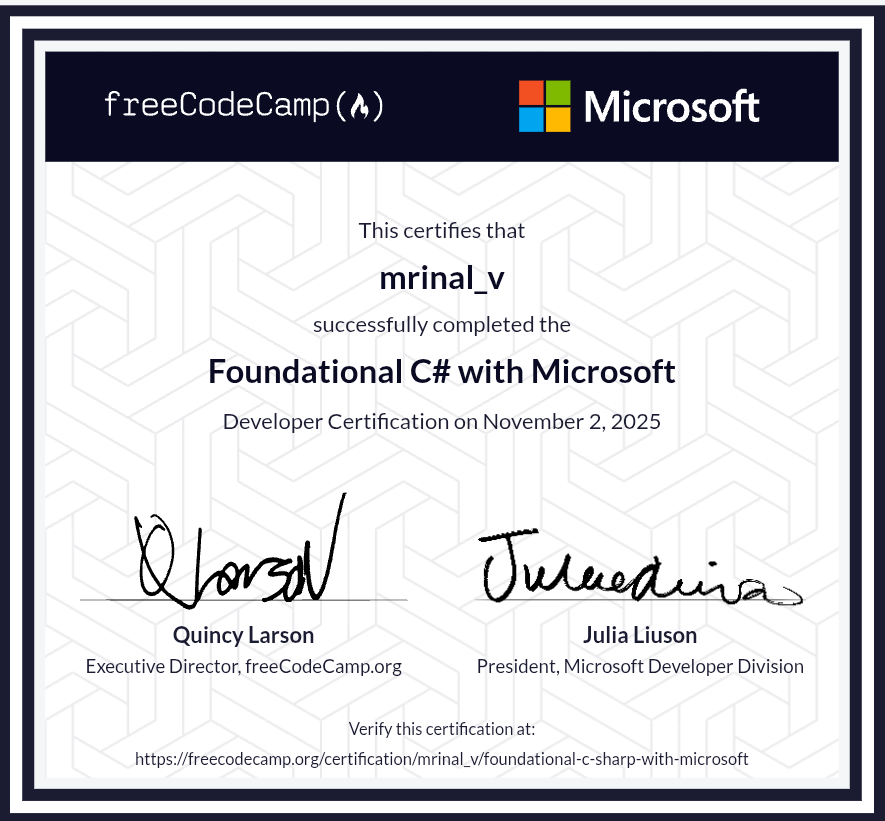 freeCodeCamp(🔥) Microsoft
This certifies that
mrinal_v
successfully completed the
Foundational C# with Microsoft
Developer Certification on November 2, 2025
Quincy Larson Julia Liuson
Executive Director, freeCodeCamp.org President, Microsoft Developer Division
Verify this certification at:
https://freecodecamp.org/certification/mrinal_v/foundational-c-sharp-with-microsoft